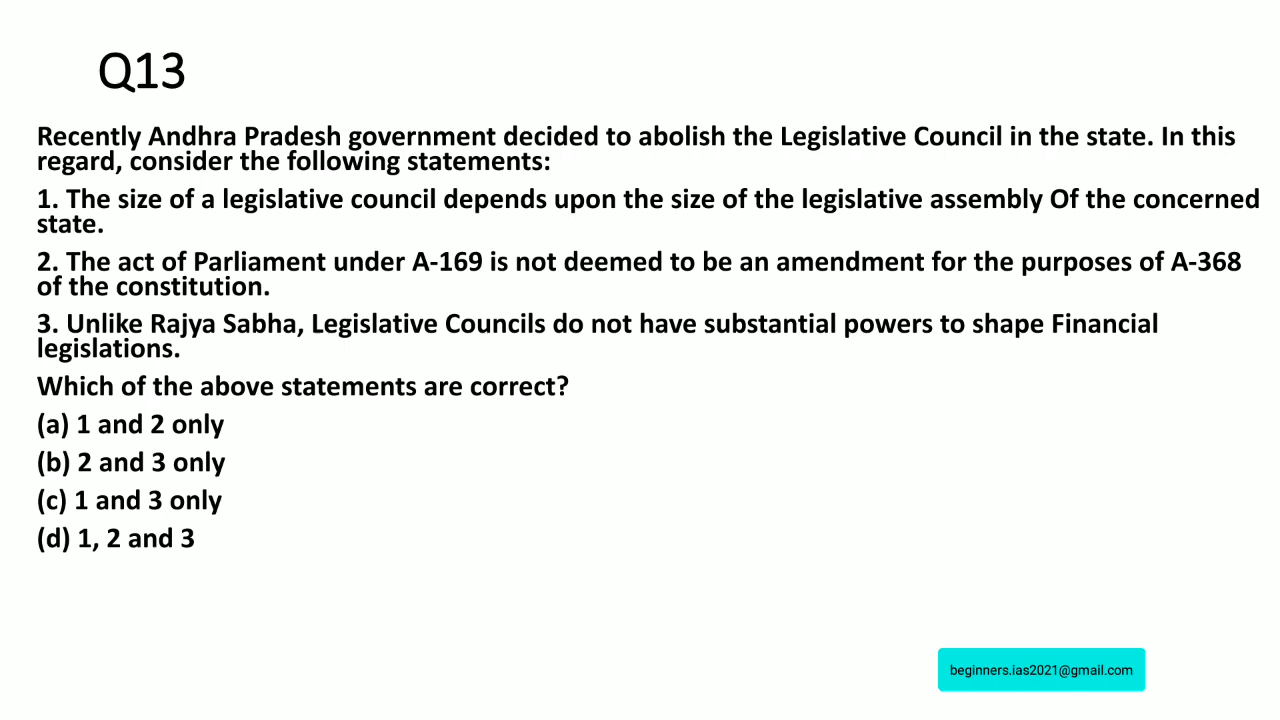 Q13
Recently Andhra Pradesh government decided to abolish the Legislative Council in the state. In this
regard, consider the following statements:
1. The size of a legislative council depends upon the size of the legislative assembly Of the concerned
state.
2. The act of Parliament under A-169 is not deemed to be an amendment for the purposes of A-368
of the constitution.
3. Unlike Rajya Sabha, Legislative Councils do not have substantial powers to shape Financial
legislations.
Which of the above statements are correct?
(a) 1 and 2 only
(b) 2 and 3 only
(c) 1 and 3 only
(d) 1, 2 and 3
beginners.ias2021@gmail.com